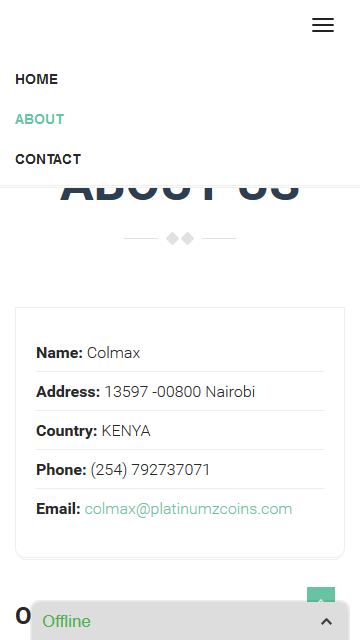 HOME
ABOUT
CONTACT
ABOUT US
Name: Colmax
Address: 13597 -00800 Nairobi
Country: KENYA
Phone: (254) 792737071
Email: colmax@platinumzcoins.com
Offline